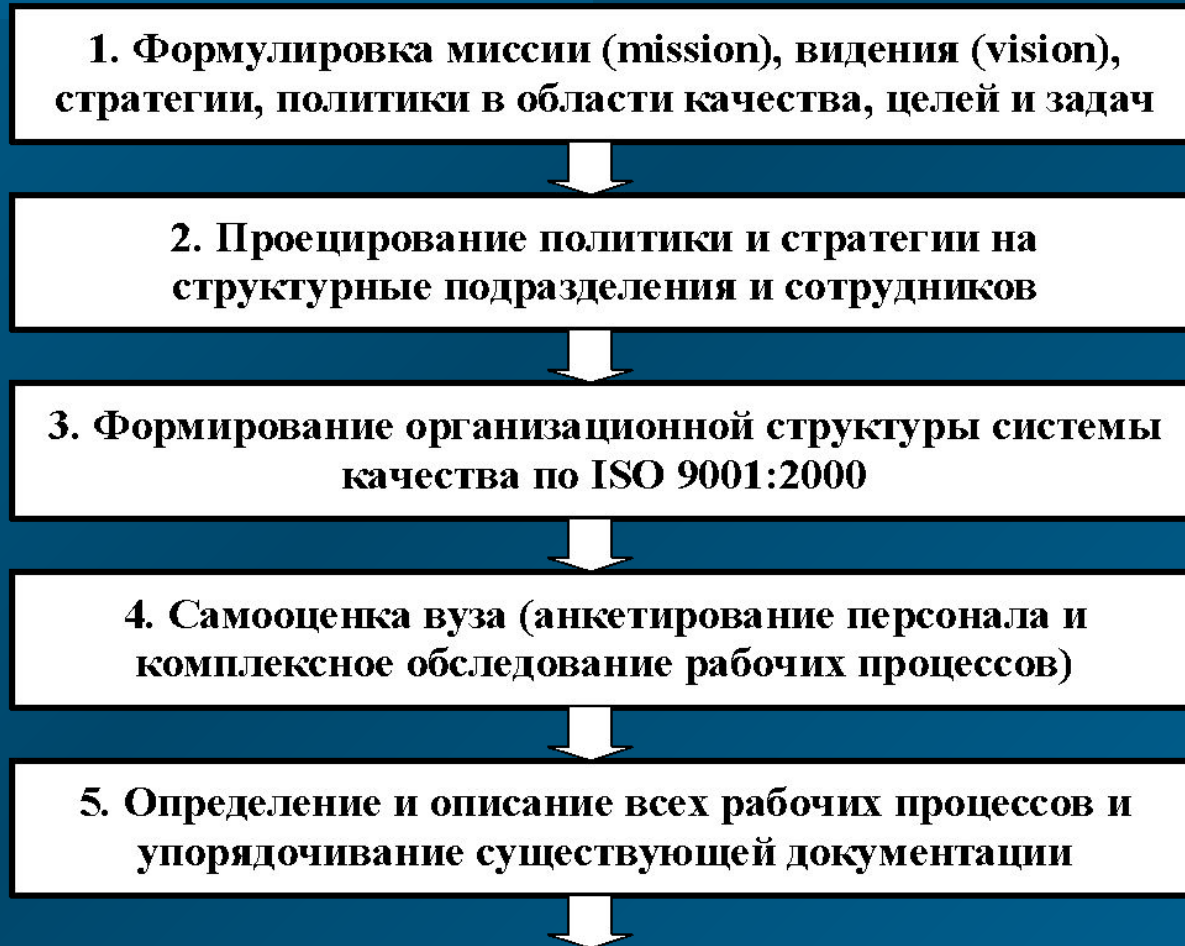 1. Формулировка миссии (mission), видения (vision),
стратегии, политики в области качества, целей и задач
2. Проецирование политики и стратегии на
структурные подразделения и сотрудников
3. Формирование организационной структуры системы
качества по ISO 9001:2000
4. Самооценка вуза (анкетирование персонала и
комплексное обследование рабочих процессов)
5. Определение и описание всех рабочих процессов и
упорядочивание существующей документации